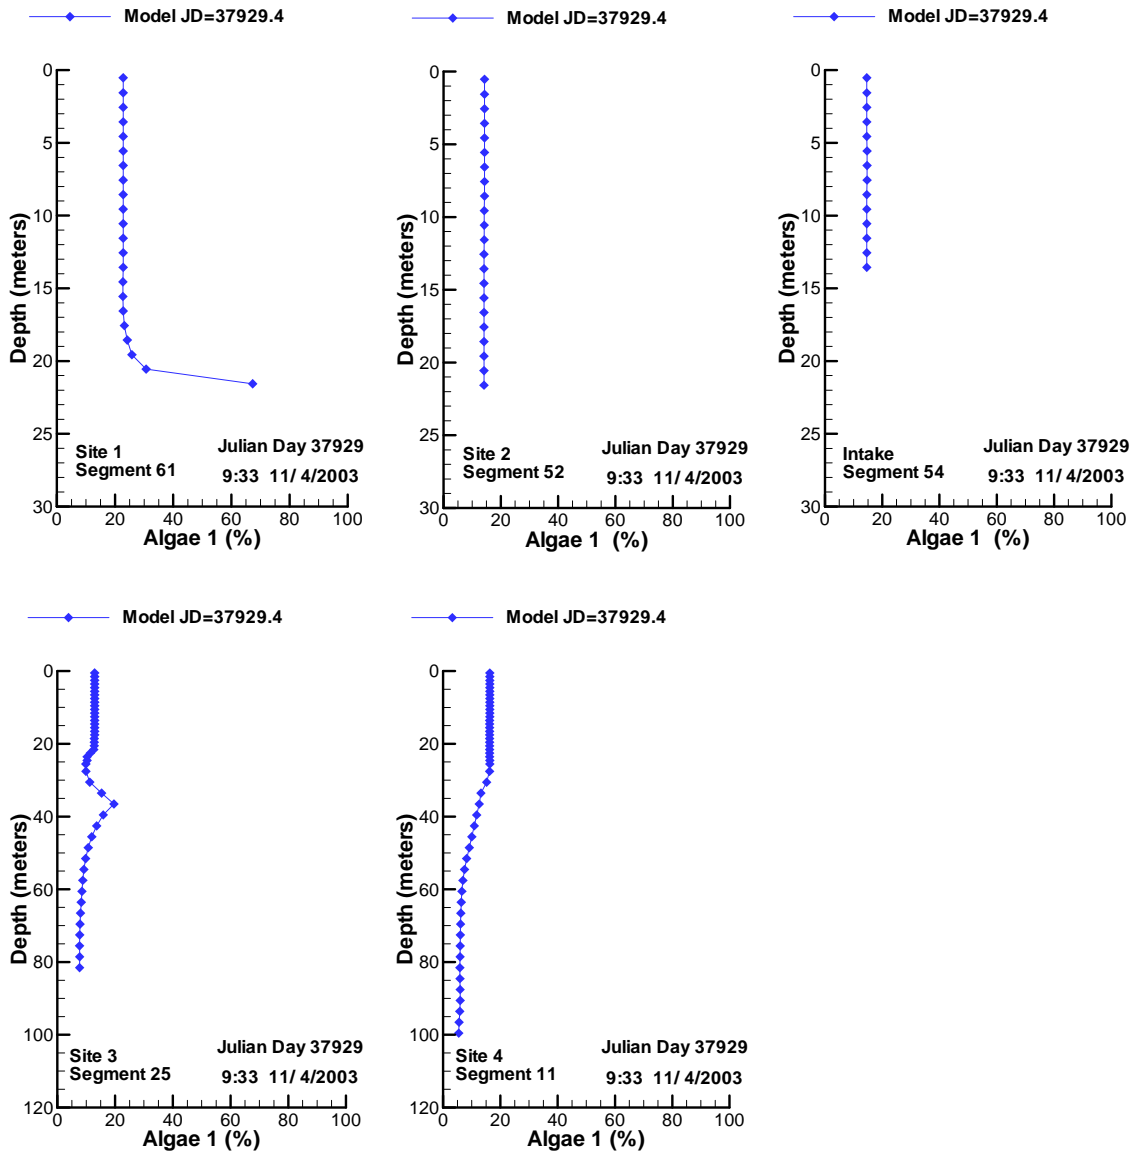 Model JD=37929.4
0
5
10
15
20
25
30
Depth (meters)
Site 1
Segment 61
Julian Day 37929
9:33 11/ 4/2003
0 20 40 60 80 100
Algae 1 (%)
Model JD=37929.4
0
5
10
15
20
25
30
Depth (meters)
Site 2
Segment 52
Julian Day 37929
9:33 11/ 4/2003
0 20 40 60 80 100
Algae 1 (%)
Model JD=37929.4
0
5
10
15
20
25
30
Depth (meters)
Intake
Segment 54
Julian Day 37929
9:33 11/ 4/2003
0 20 40 60 80 100
Algae 1 (%)
Model JD=37929.4
0
20
40
60
80
100
120
Depth (meters)
Site 3
Segment 25
Julian Day 37929
9:33 11/ 4/2003
0 20 40 60 80 100
Algae 1 (%)
Model JD=37929.4
0
20
40
60
80
100
120
Depth (meters)
Site 4
Segment 11
Julian Day 37929
9:33 11/ 4/2003
0 20 40 60 80 100
Algae 1 (%)